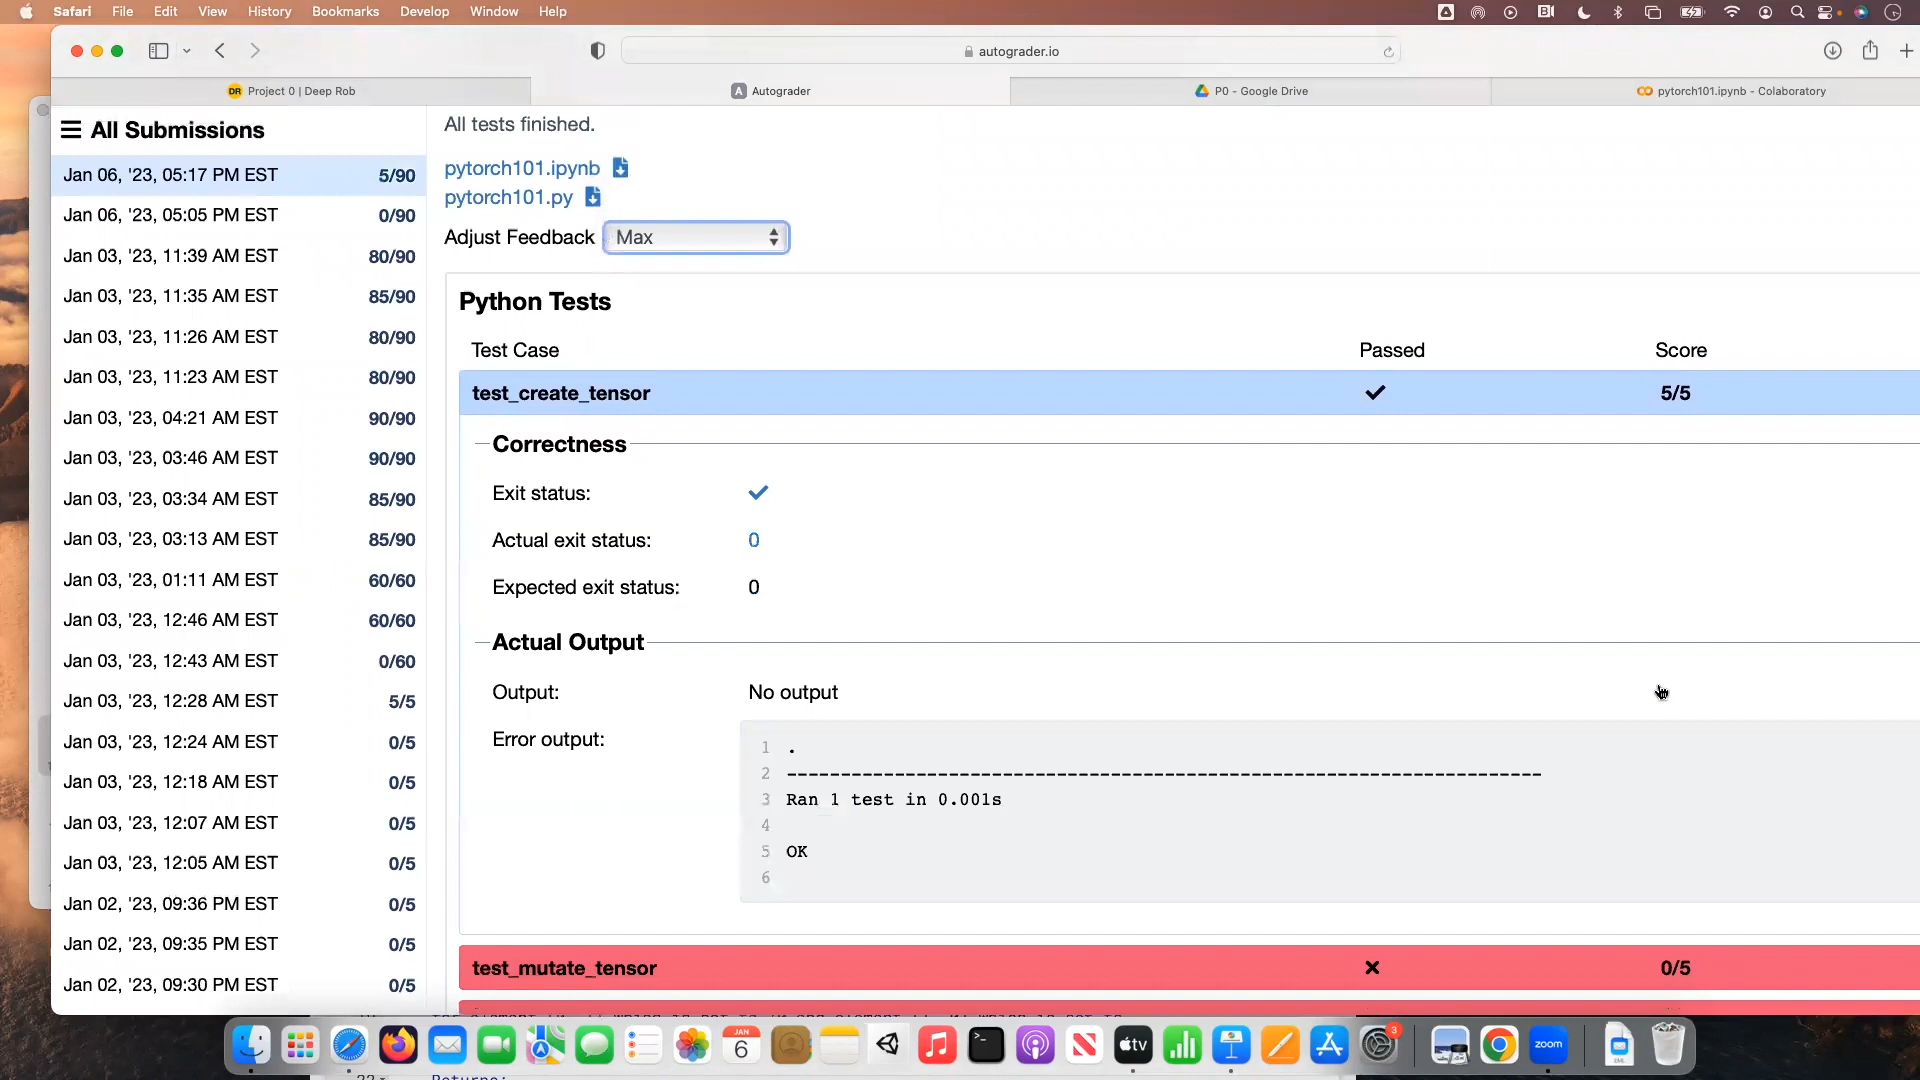 Safari File Edit View History Bookmarks Develop Window Help
autograder.io
DR Project 0 | Deep Rob
A Autograder
P0 - Google Drive
pytorch101.ipynb - Colaboratory
All Submissions
Jan 06, '23, 05:17 PM EST 5/90
Jan 06, '23, 05:05 PM EST 0/90
Jan 03, '23, 11:39 AM EST 80/90
Jan 03, '23, 11:35 AM EST 85/90
Jan 03, '23, 11:26 AM EST 80/90
Jan 03, '23, 11:23 AM EST 80/90
Jan 03, '23, 04:21 AM EST 90/90
Jan 03, '23, 03:46 AM EST 90/90
Jan 03, '23, 03:34 AM EST 85/90
Jan 03, '23, 03:13 AM EST 85/90
Jan 03, '23, 01:11 AM EST 60/60
Jan 03, '23, 12:46 AM EST 60/60
Jan 03, '23, 12:43 AM EST 0/60
Jan 03, '23, 12:28 AM EST 5/5
Jan 03, '23, 12:24 AM EST 0/5
Jan 03, '23, 12:18 AM EST 0/5
Jan 03, '23, 12:07 AM EST 0/5
Jan 03, '23, 12:05 AM EST 0/5
Jan 02, '23, 09:36 PM EST 0/5
Jan 02, '23, 09:35 PM EST 0/5
Jan 02, '23, 09:30 PM EST 0/5
All tests finished.
pytorch101.ipynb
pytorch101.py
Adjust Feedback Max
Python Tests
Test Case Passed Score
test_create_tensor 5/5
Correctness
Exit status:
Actual exit status: 0
Expected exit status: 0
Actual Output
Output: No output
Error output:
1 .
2 ----------------------------------------------------------------------
3 Ran 1 test in 0.001s
4
5 OK
6
test_mutate_tensor 0/5
JAN
6
tv
3
zoom
Returns: